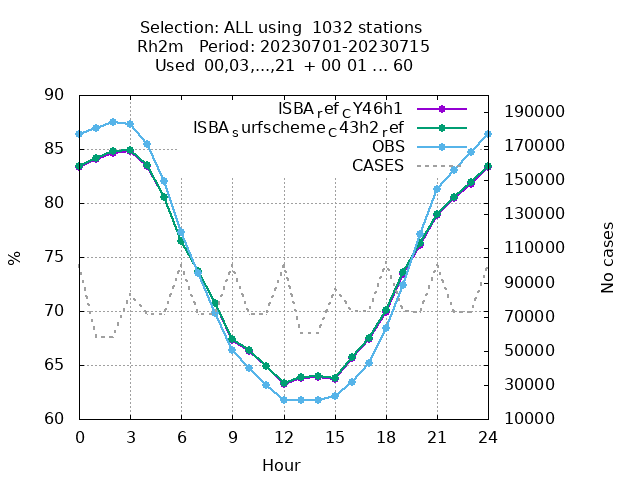 Selection: ALL using  1032 stations
Rh2m   Period: 20230701-20230715
Used  00,03,...,21  + 00 01 ... 60
ISBA_ref_CY46h1
ISBA_surfscheme_C43h2_ref
OBS
CASES
90
85
80
75
70
65
60
%
190000
170000
150000
130000
110000
90000
70000
50000
30000
10000
No cases
0 3 6 9 12 15 18 21 24
Hour